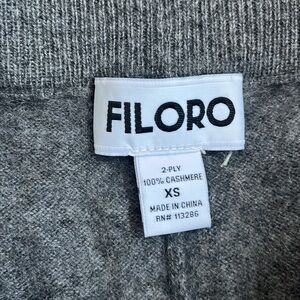 FILORO
2-PLY
100% CASHMERE
XS
MADE IN CHINA
RN# 113286